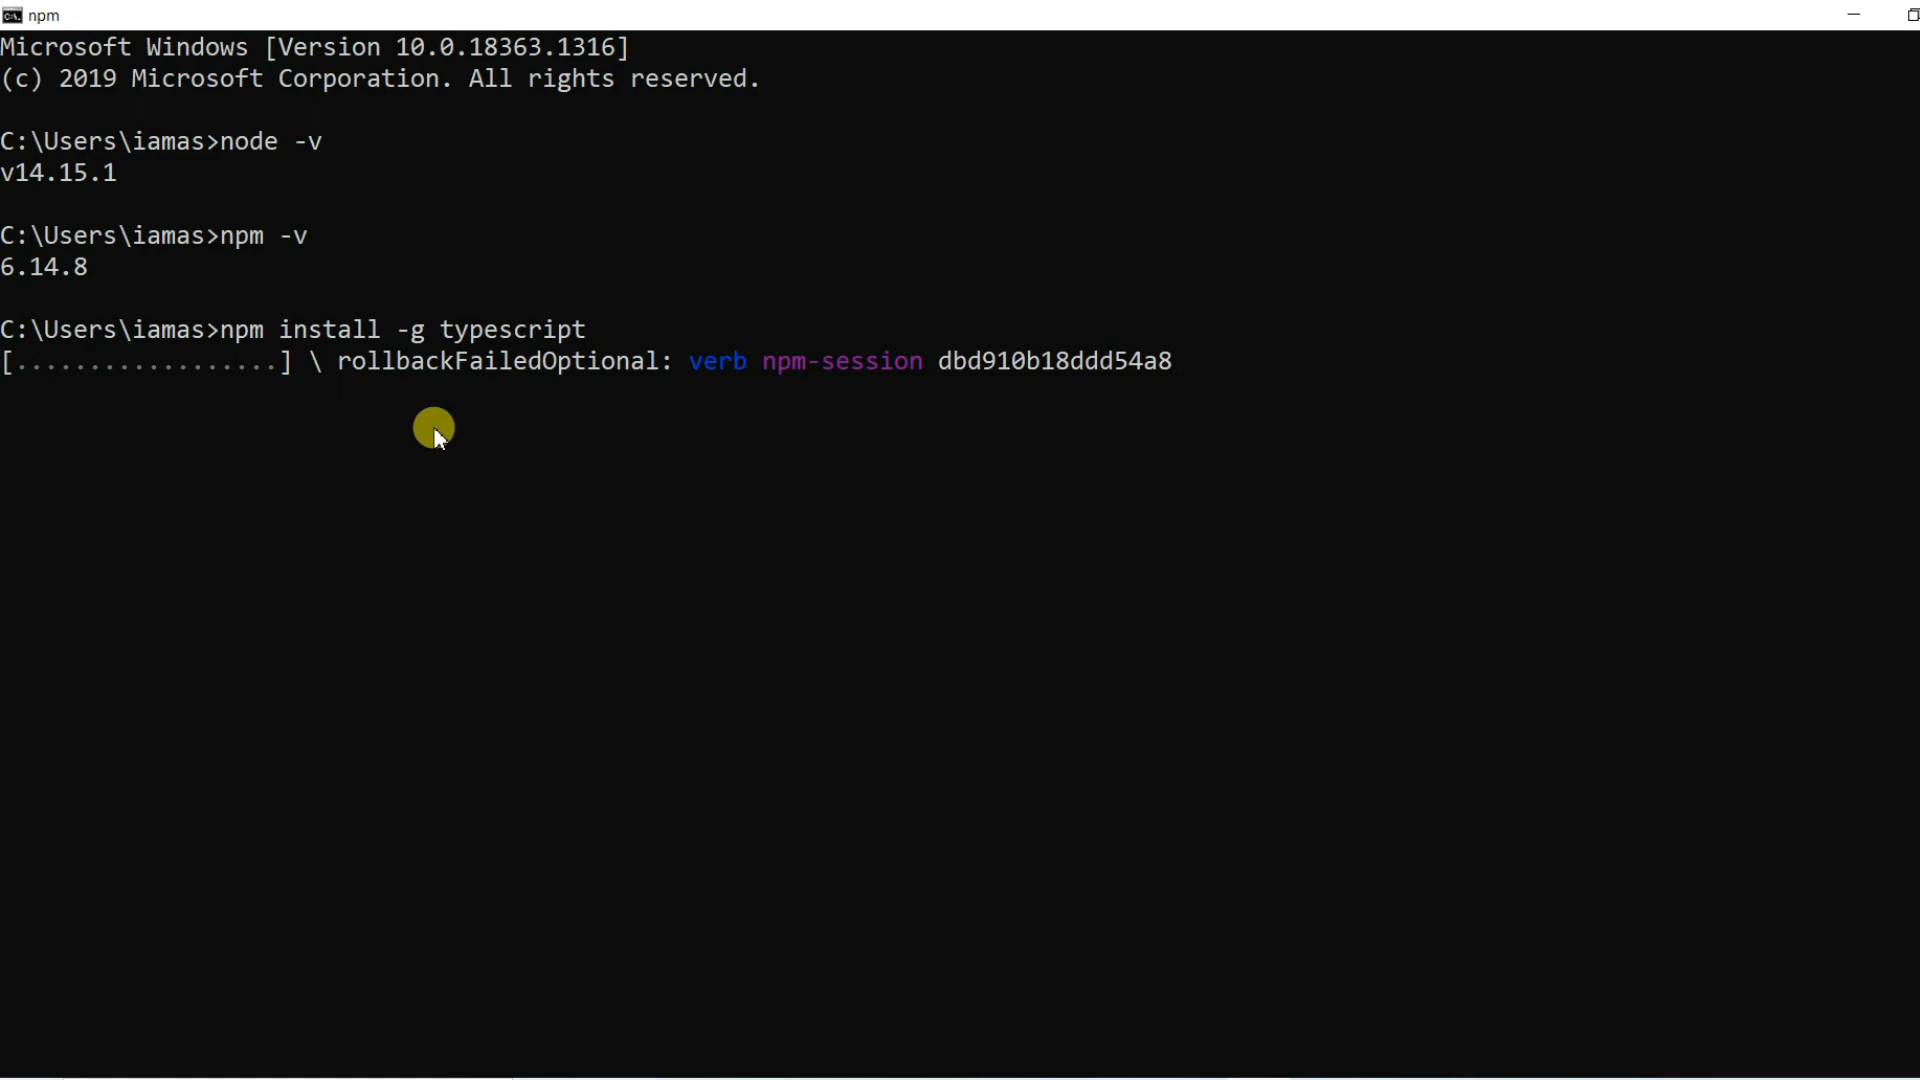 npm
Microsoft Windows [Version 10.0.18363.1316]
(c) 2019 Microsoft Corporation. All rights reserved.
C:\Users\iamas>node -v
v14.15.1
C:\Users\iamas>npm -v
6.14.8
C:\Users\iamas>npm install -g typescript
[..................] \ rollbackFailedOptional: verb npm-session dbd910b18ddd54a8